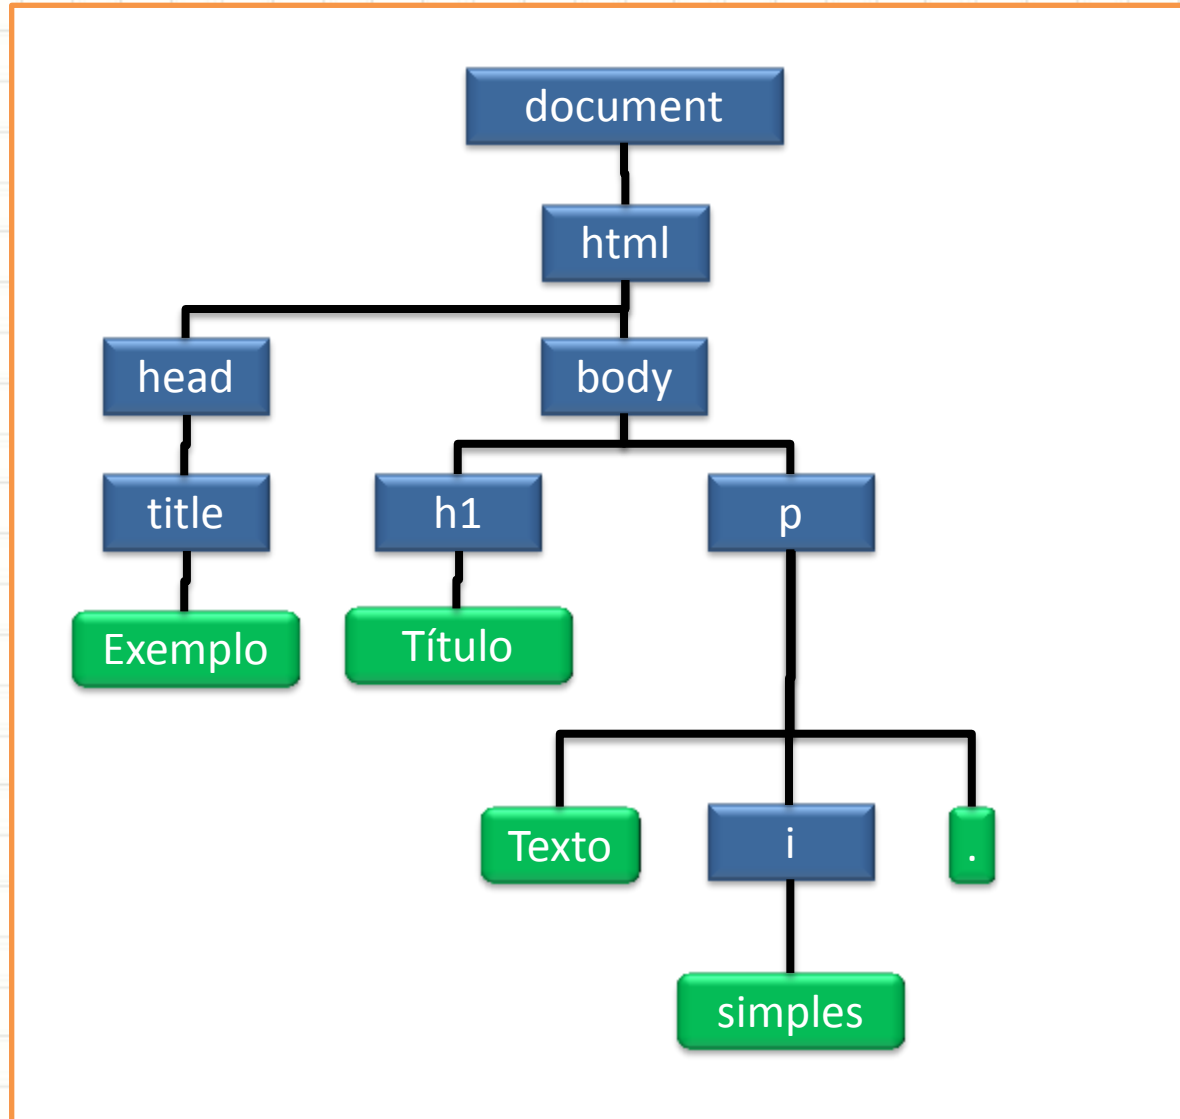 document
html
head
body
title
h1
p
Exemplo
Título
Texto
i
.
simples